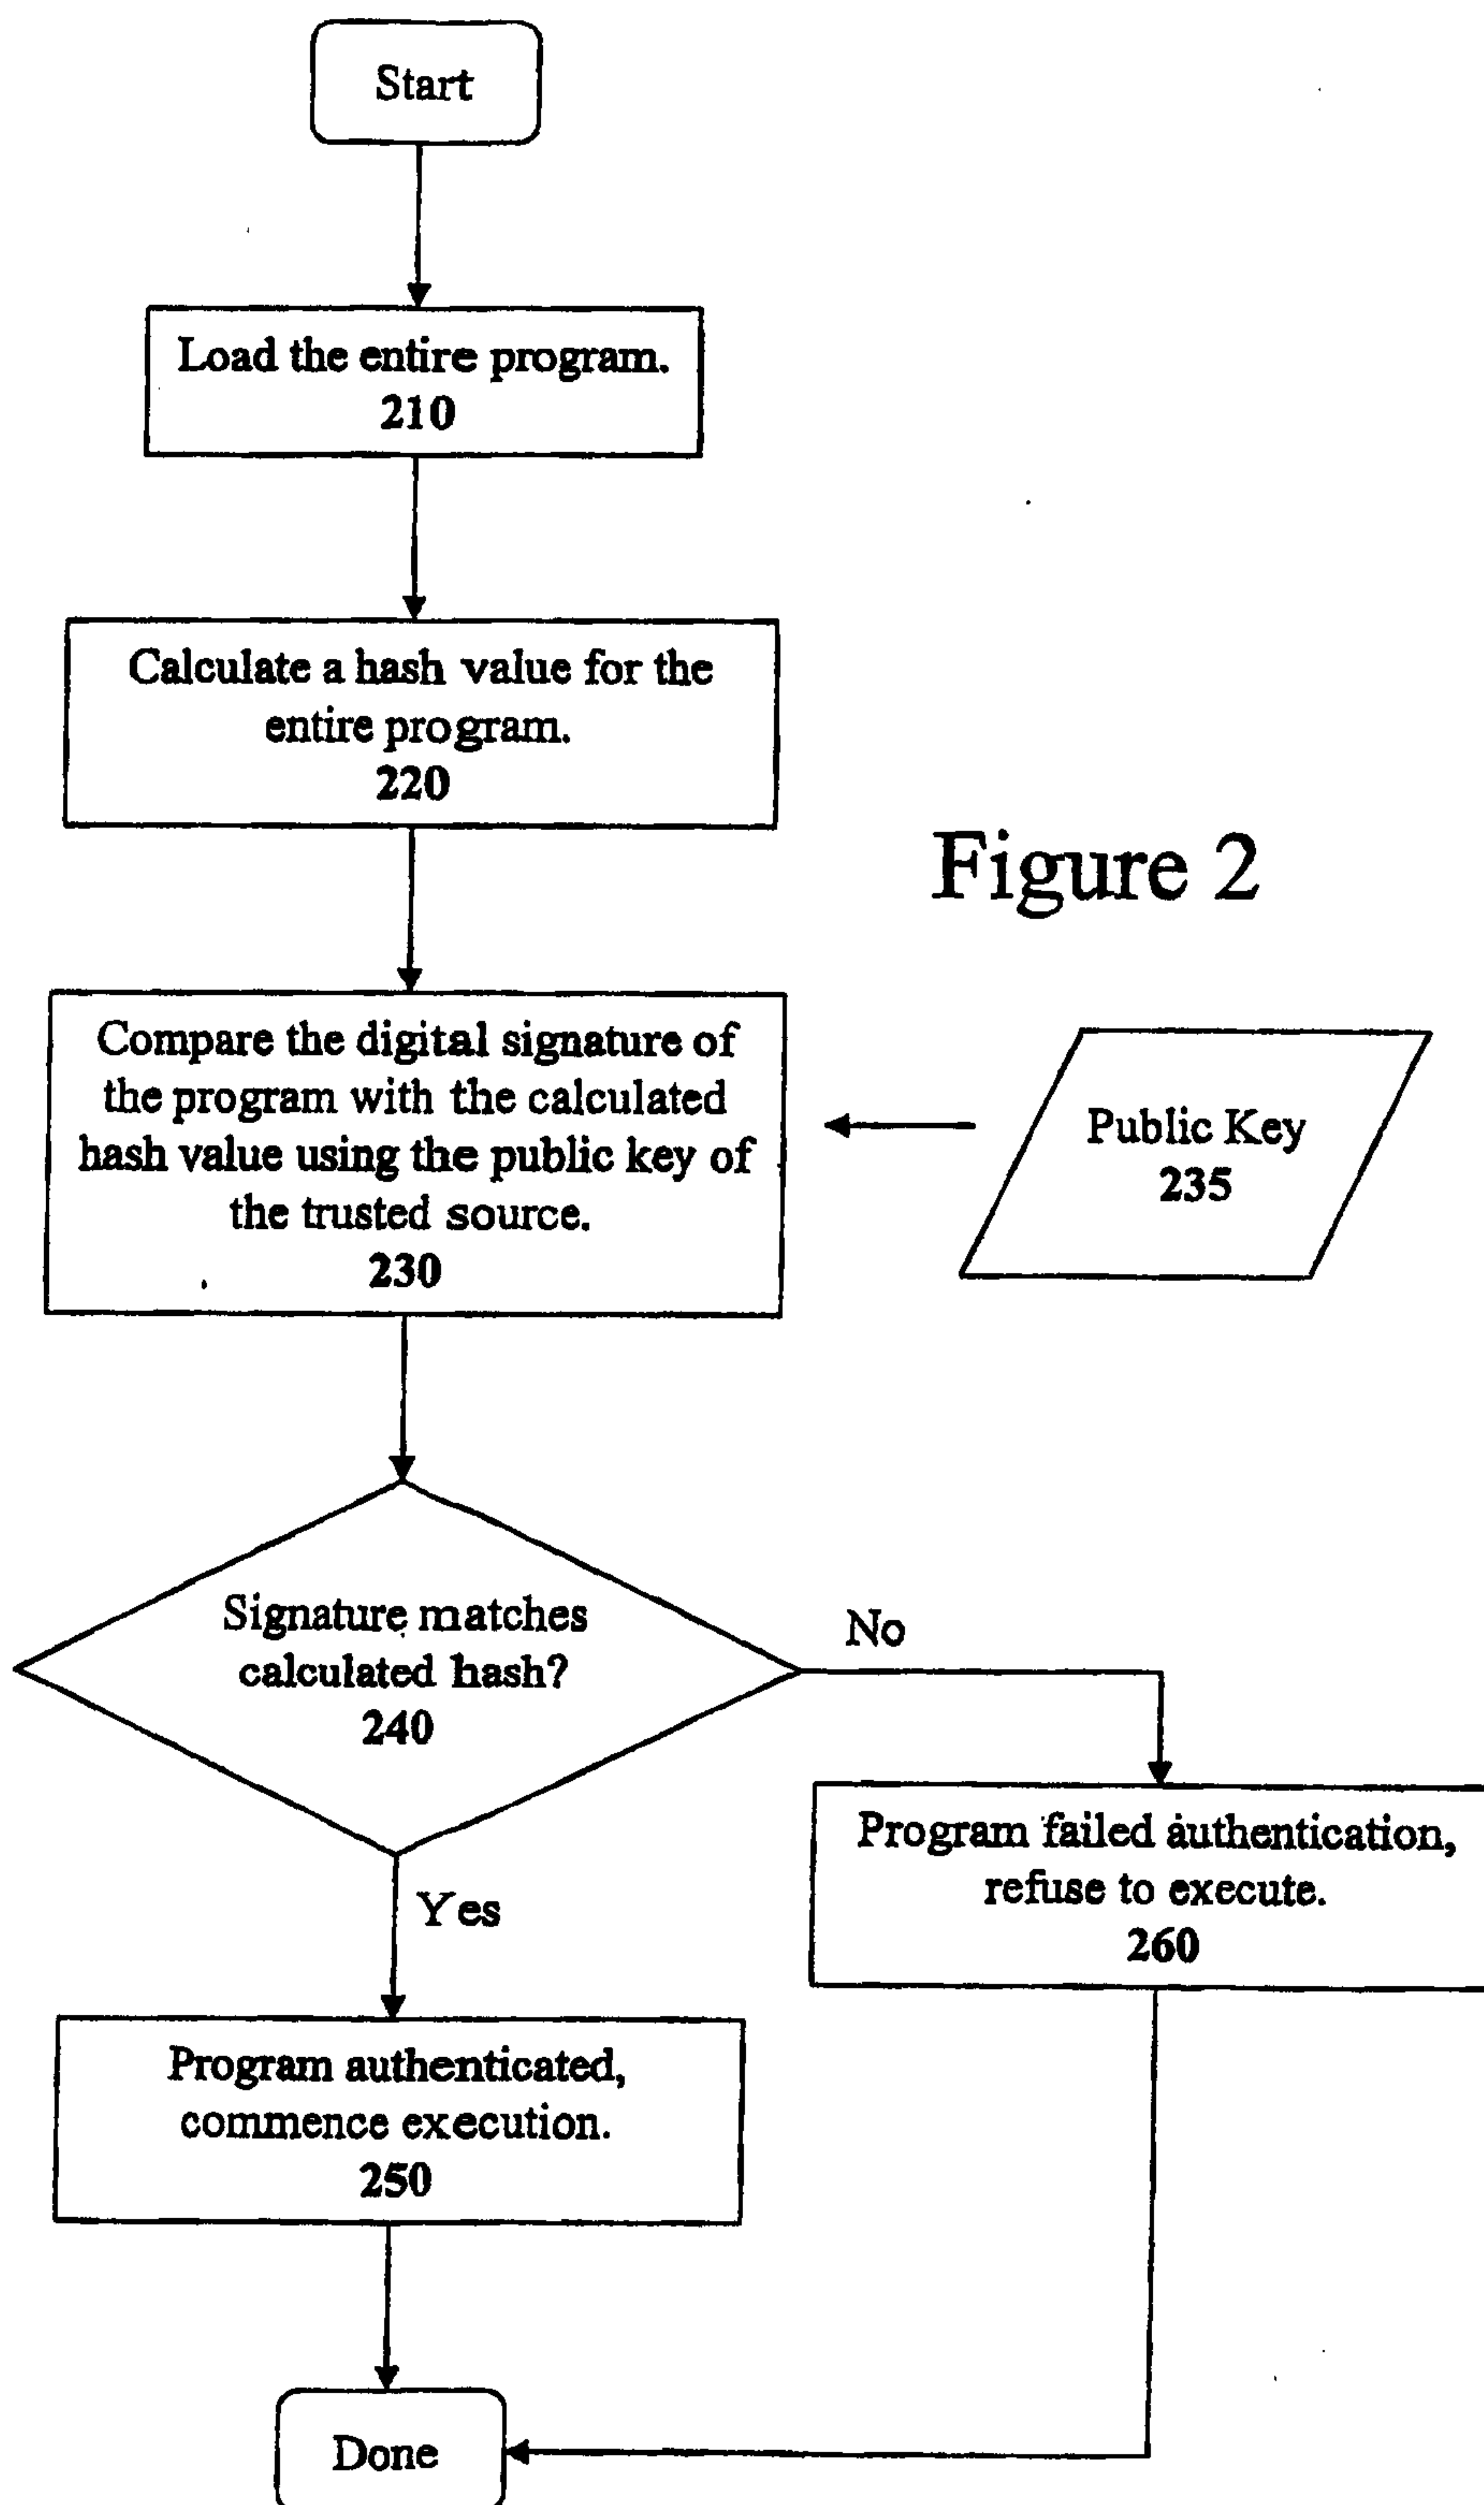 Start
Load the entire program.
210
Calculate a hash value for the
entire program.
220
Figure 2
Compare the digital signature of
the program with the calculated
hash value using the public key of
the trusted source.
230
Public Key
235
Signature matches
calculated hash?
240
No
Yes
Program failed authentication,
refuse to execute.
260
Program authenticated,
commence execution.
250
Done